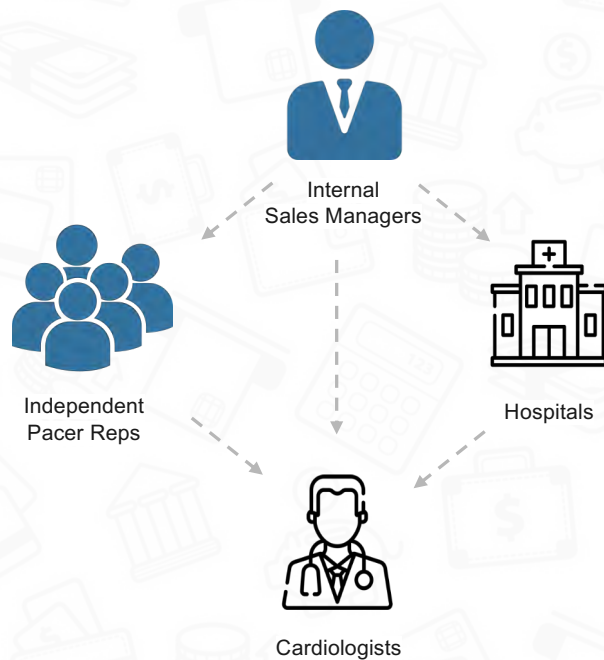 Internal
Sales Managers
Independent
Pacer Reps
Hospitals
Cardiologists